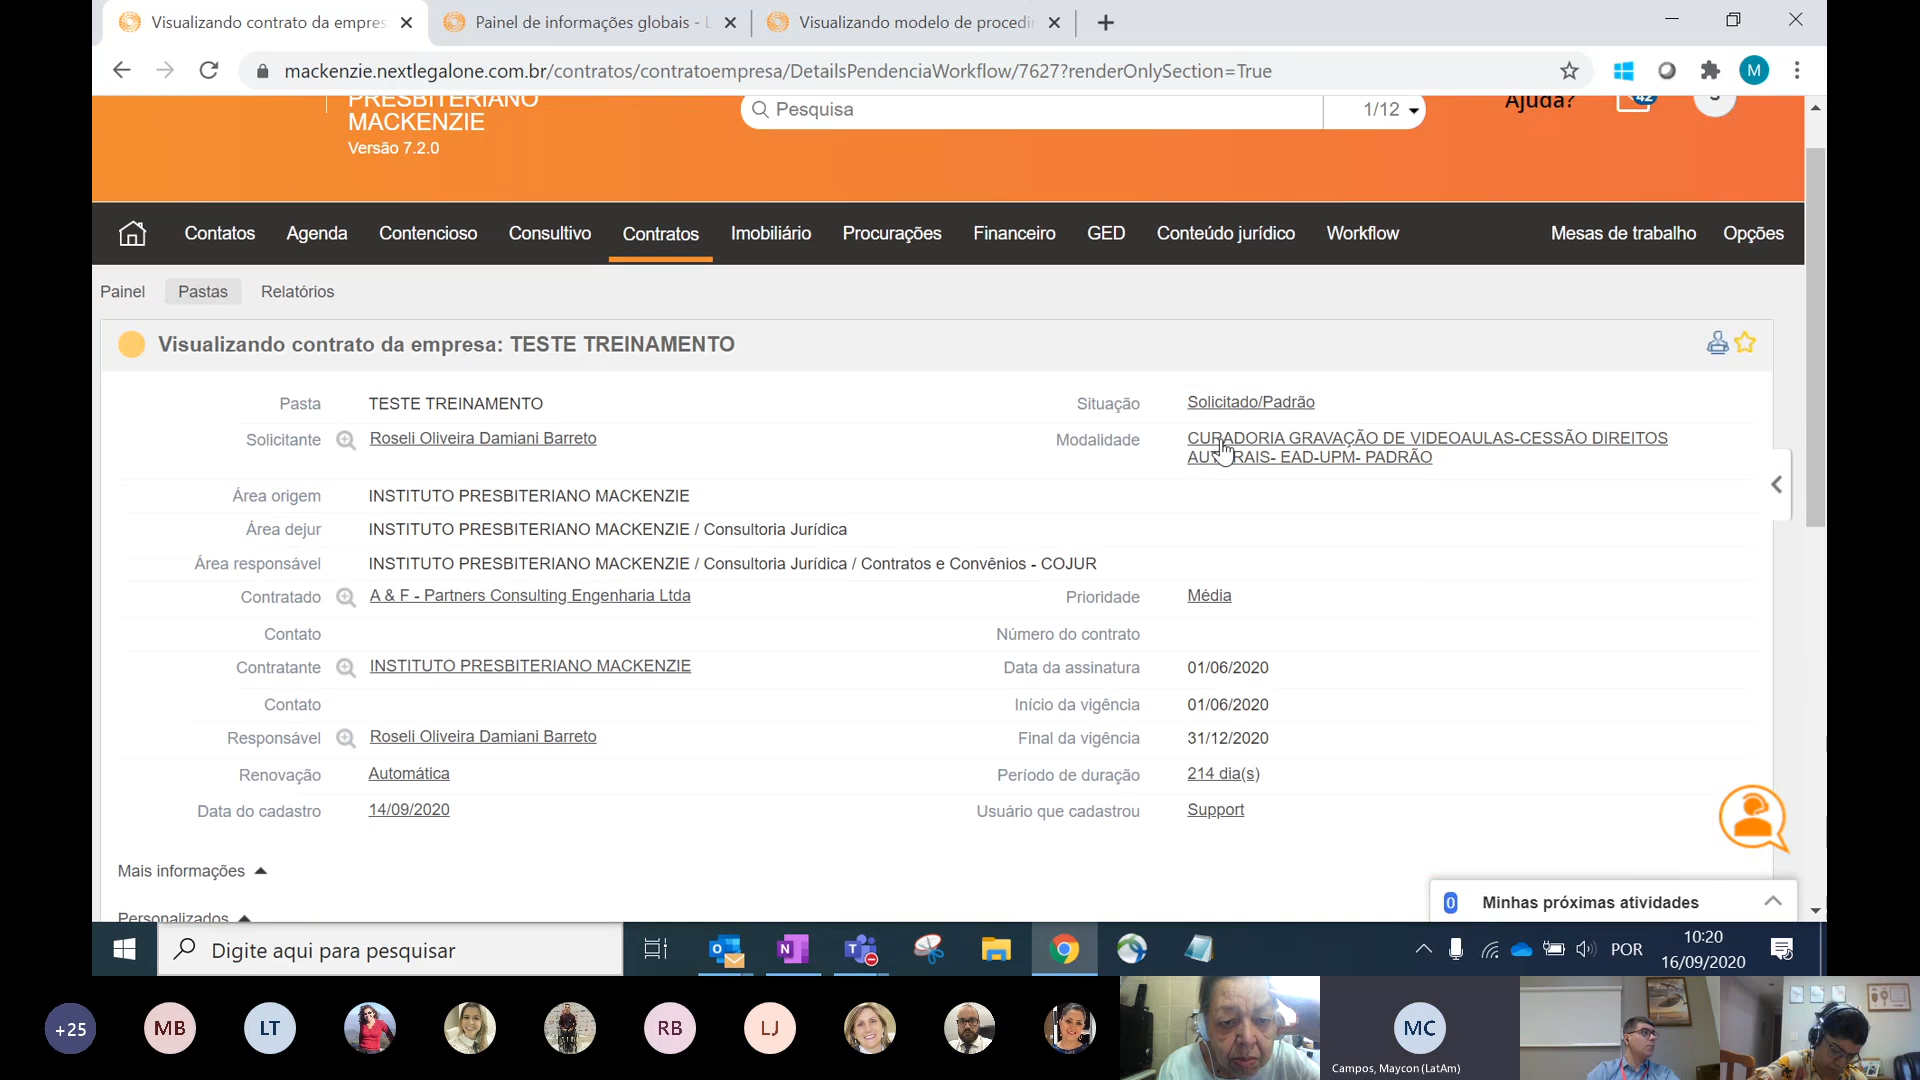 Visualizando contrato da empres
Painel de informações globais - L
Visualizando modelo de procedi
mackenzie.nextlegalone.com.br/contratos/contratoempresa/DetailsPendenciaWorkflow/7627?renderOnlySection=True
M
PRESBITERIANO
MACKENZIE
Versão 7.2.0
Pesquisa
1/12
Ajuda?
42
Contatos
Agenda
Contencioso
Consultivo
Contratos
Imobiliário
Procurações
Financeiro
GED
Conteúdo jurídico
Workflow
Mesas de trabalho
Opções
Painel
Pastas
Relatórios
Visualizando contrato da empresa: TESTE TREINAMENTO
Pasta
TESTE TREINAMENTO
Situação
Solicitado/Padrão
Solicitante
Roseli Oliveira Damiani Barreto
Modalidade
CURADORIA GRAVAÇÃO DE VIDEOAULAS-CESSÃO DIREITOS
AUTORAIS- EAD-UPM- PADRÃO
Área origem
INSTITUTO PRESBITERIANO MACKENZIE
Área dejur
INSTITUTO PRESBITERIANO MACKENZIE / Consultoria Jurídica
Área responsável
INSTITUTO PRESBITERIANO MACKENZIE / Consultoria Jurídica / Contratos e Convênios - COJUR
Contratado
A & F - Partners Consulting Engenharia Ltda
Prioridade
Média
Contato
Número do contrato
Contratante
INSTITUTO PRESBITERIANO MACKENZIE
Data da assinatura
01/06/2020
Contato
Início da vigência
01/06/2020
Responsável
Roseli Oliveira Damiani Barreto
Final da vigência
31/12/2020
Renovação
Automática
Período de duração
214 dia(s)
Data do cadastro
14/09/2020
Usuário que cadastrou
Support
Mais informações
Personalizados
0
Minhas próximas atividades
Digite aqui para pesquisar
POR
10:20
16/09/2020
+25
MB
LT
RB
LJ
MC
Campos, Maycon (LatAm)